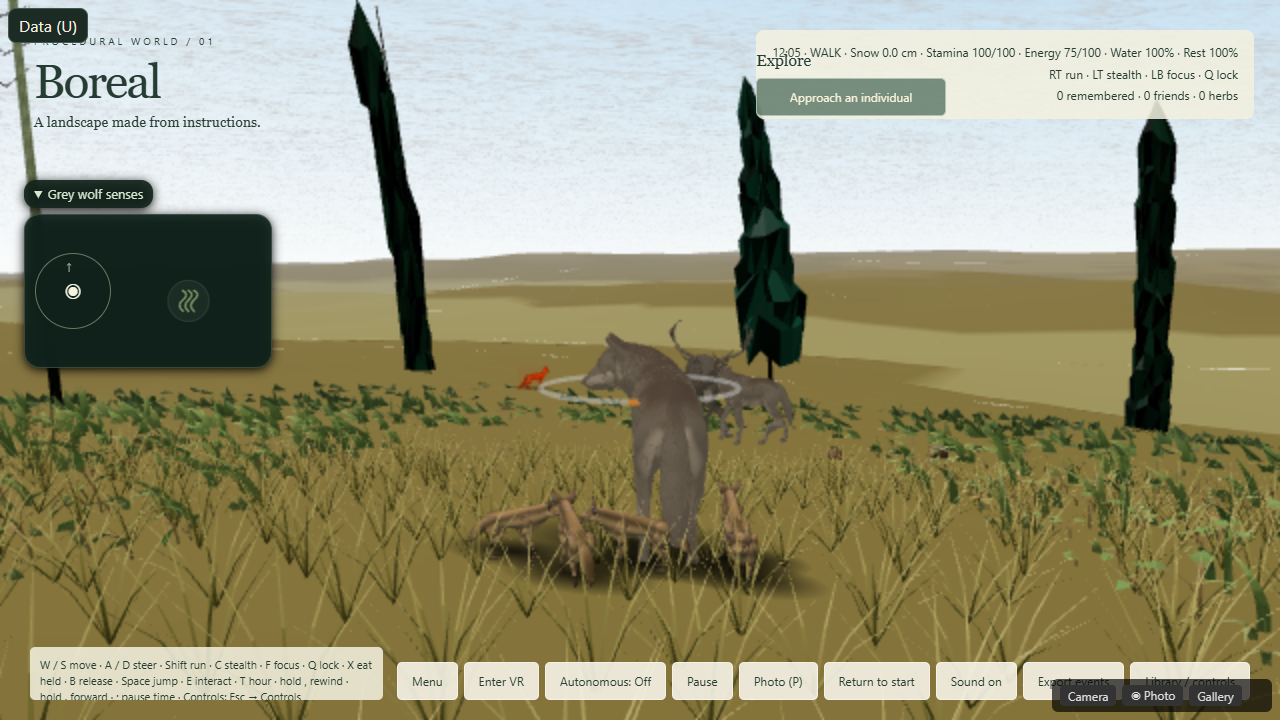 Data (U)
PROCEDURAL WORLD / 01
Boreal
A landscape made from instructions.
12:05 · WALK · Snow 0.0 cm · Stamina 100/100 · Energy 75/100 · Water 100% · Rest 100%
Explore
RT run · LT stealth · LB focus · Q lock
Approach an individual
0 remembered · 0 friends · 0 herbs
▼ Grey wolf senses
↑
W / S move · A / D steer · Shift run · C stealth · F focus · Q lock · X eat
held · B release · Space jump · E interact · T hour · hold , rewind ·
hold . forward · ; pause time · Controls: Esc → Controls
Menu
Enter VR
Autonomous: Off
Pause
Photo (P)
Return to start
Sound on
Export events
Library / controls
Camera
◉ Photo
Gallery